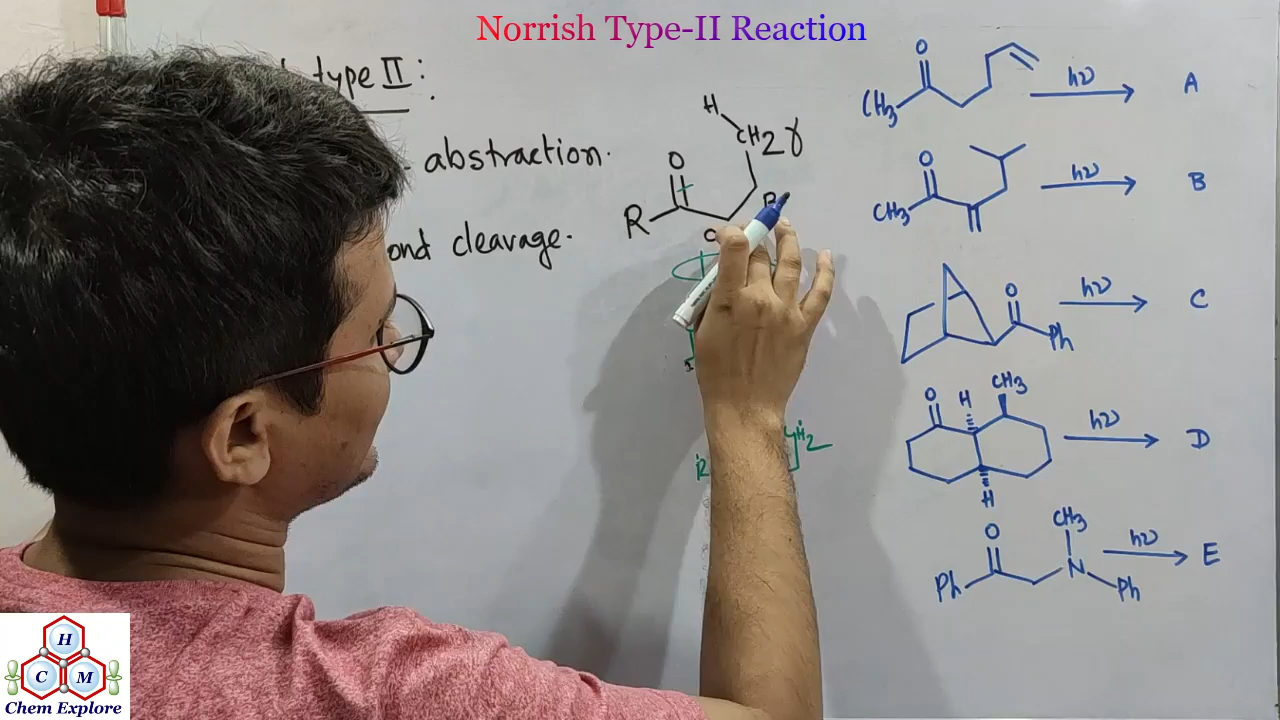 Norrish Type-II Reaction
type II :
abstraction.
ond cleavage.
H
CH2 γ
O
R
CH2
O
CH3
hν
A
O
CH3
hν
B
O
Ph
hν
C
O
H
CH3
H
hν
D
O
Ph
CH3
N
Ph
hν
E
H
C M
Chem Explore